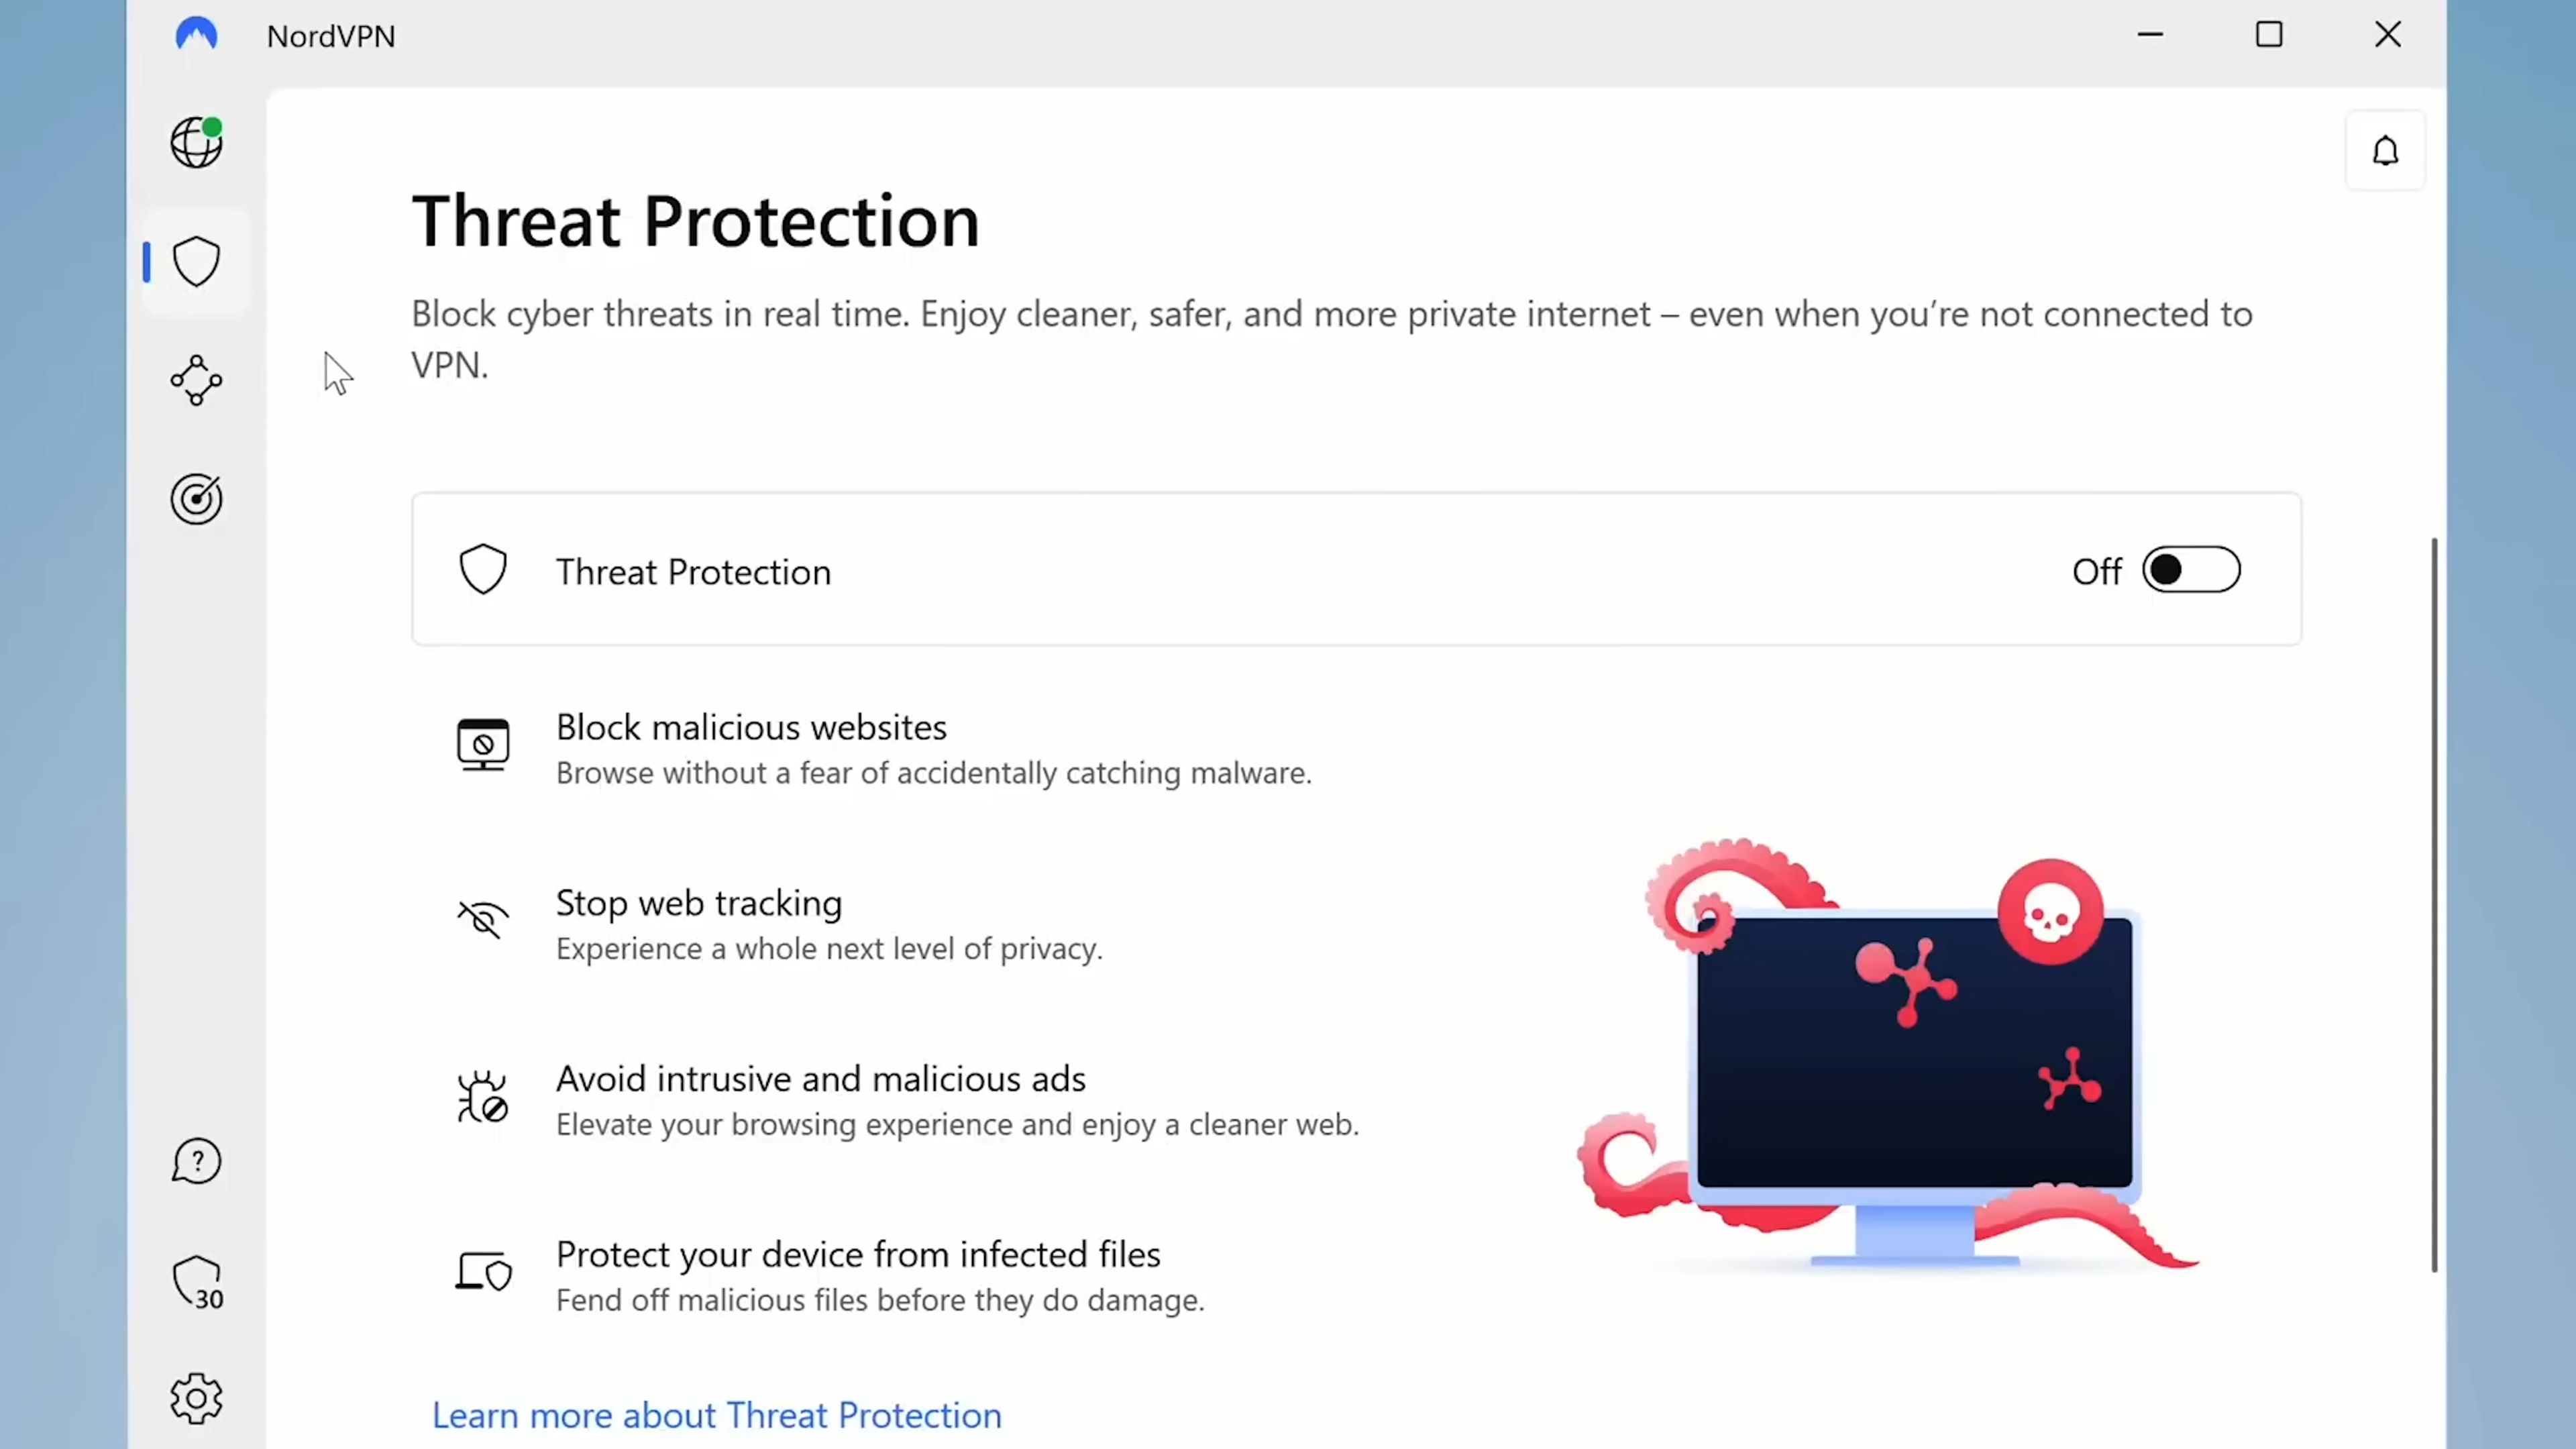 NordVPN
Threat Protection
Block cyber threats in real time. Enjoy cleaner, safer, and more private internet – even when you’re not connected to
VPN.
Threat Protection
Off
Block malicious websites
Browse without a fear of accidentally catching malware.
Stop web tracking
Experience a whole next level of privacy.
Avoid intrusive and malicious ads
Elevate your browsing experience and enjoy a cleaner web.
?
Protect your device from infected files
Fend off malicious files before they do damage.
30
Learn more about Threat Protection